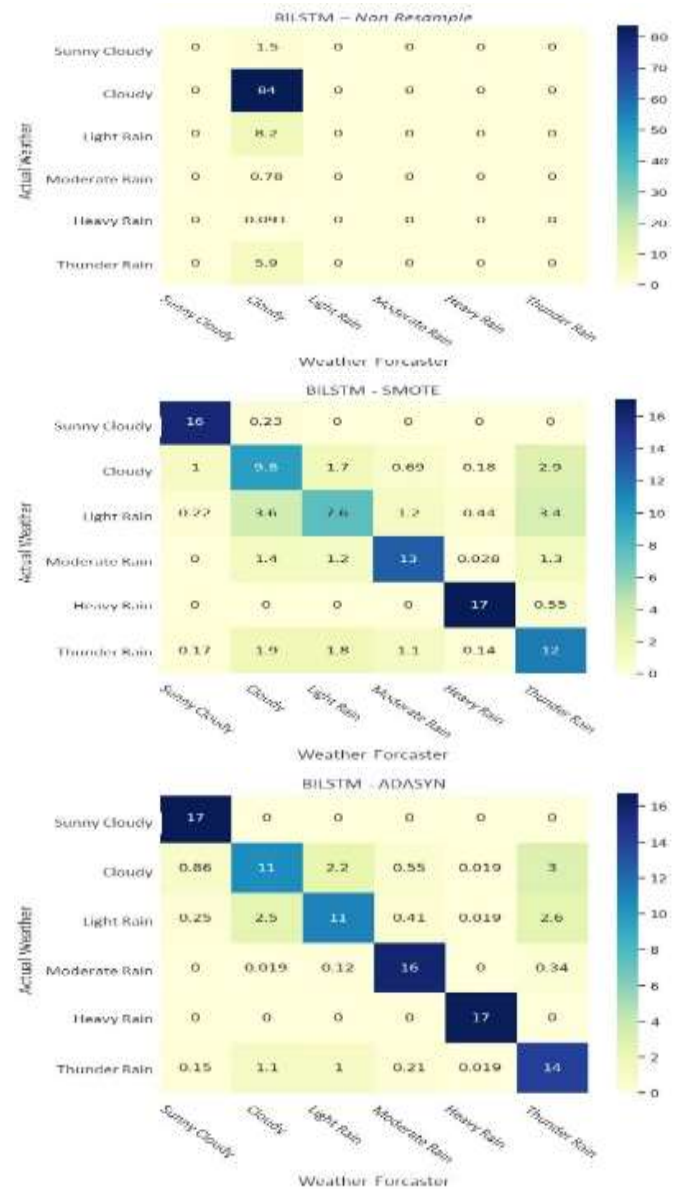 BILSTM – Non Resample
Actual Weather
Sunny Cloudy 0 1.5 0 0 0 0
Cloudy 0 84 0 0 0 0
Light Rain 0 8.2 0 0 0 0
Moderate Rain 0 0.78 0 0 0 0
Heavy Rain 0 0.093 0 0 0 0
Thunder Rain 0 5.9 0 0 0 0
Sunny Cloudy Cloudy Light Rain Moderate Rain Heavy Rain Thunder Rain
Weather Forcaster
80
70
60
50
40
30
20
10
0
BILSTM - SMOTE
Actual Weather
Sunny Cloudy 16 0.23 0 0 0 0
Cloudy 1 9.8 1.7 0.69 0.18 2.9
Light Rain 0.22 3.6 7.6 1.2 0.44 3.4
Moderate Rain 0 1.4 1.2 13 0.028 1.3
Heavy Rain 0 0 0 0 17 0.55
Thunder Rain 0.17 1.9 1.8 1.1 0.14 12
Sunny Cloudy Cloudy Light Rain Moderate Rain Heavy Rain Thunder Rain
Weather Forcaster
16
14
12
10
8
6
4
2
0
BILSTM - ADASYN
Actual Weather
Sunny Cloudy 17 0 0 0 0 0
Cloudy 0.86 11 2.2 0.55 0.019 3
Light Rain 0.25 2.5 11 0.41 0.019 2.6
Moderate Rain 0 0.019 0.12 16 0 0.34
Heavy Rain 0 0 0 0 17 0
Thunder Rain 0.15 1.1 1 0.21 0.019 14
Sunny Cloudy Cloudy Light Rain Moderate Rain Heavy Rain Thunder Rain
Weather Forcaster
16
14
12
10
8
6
4
2
0